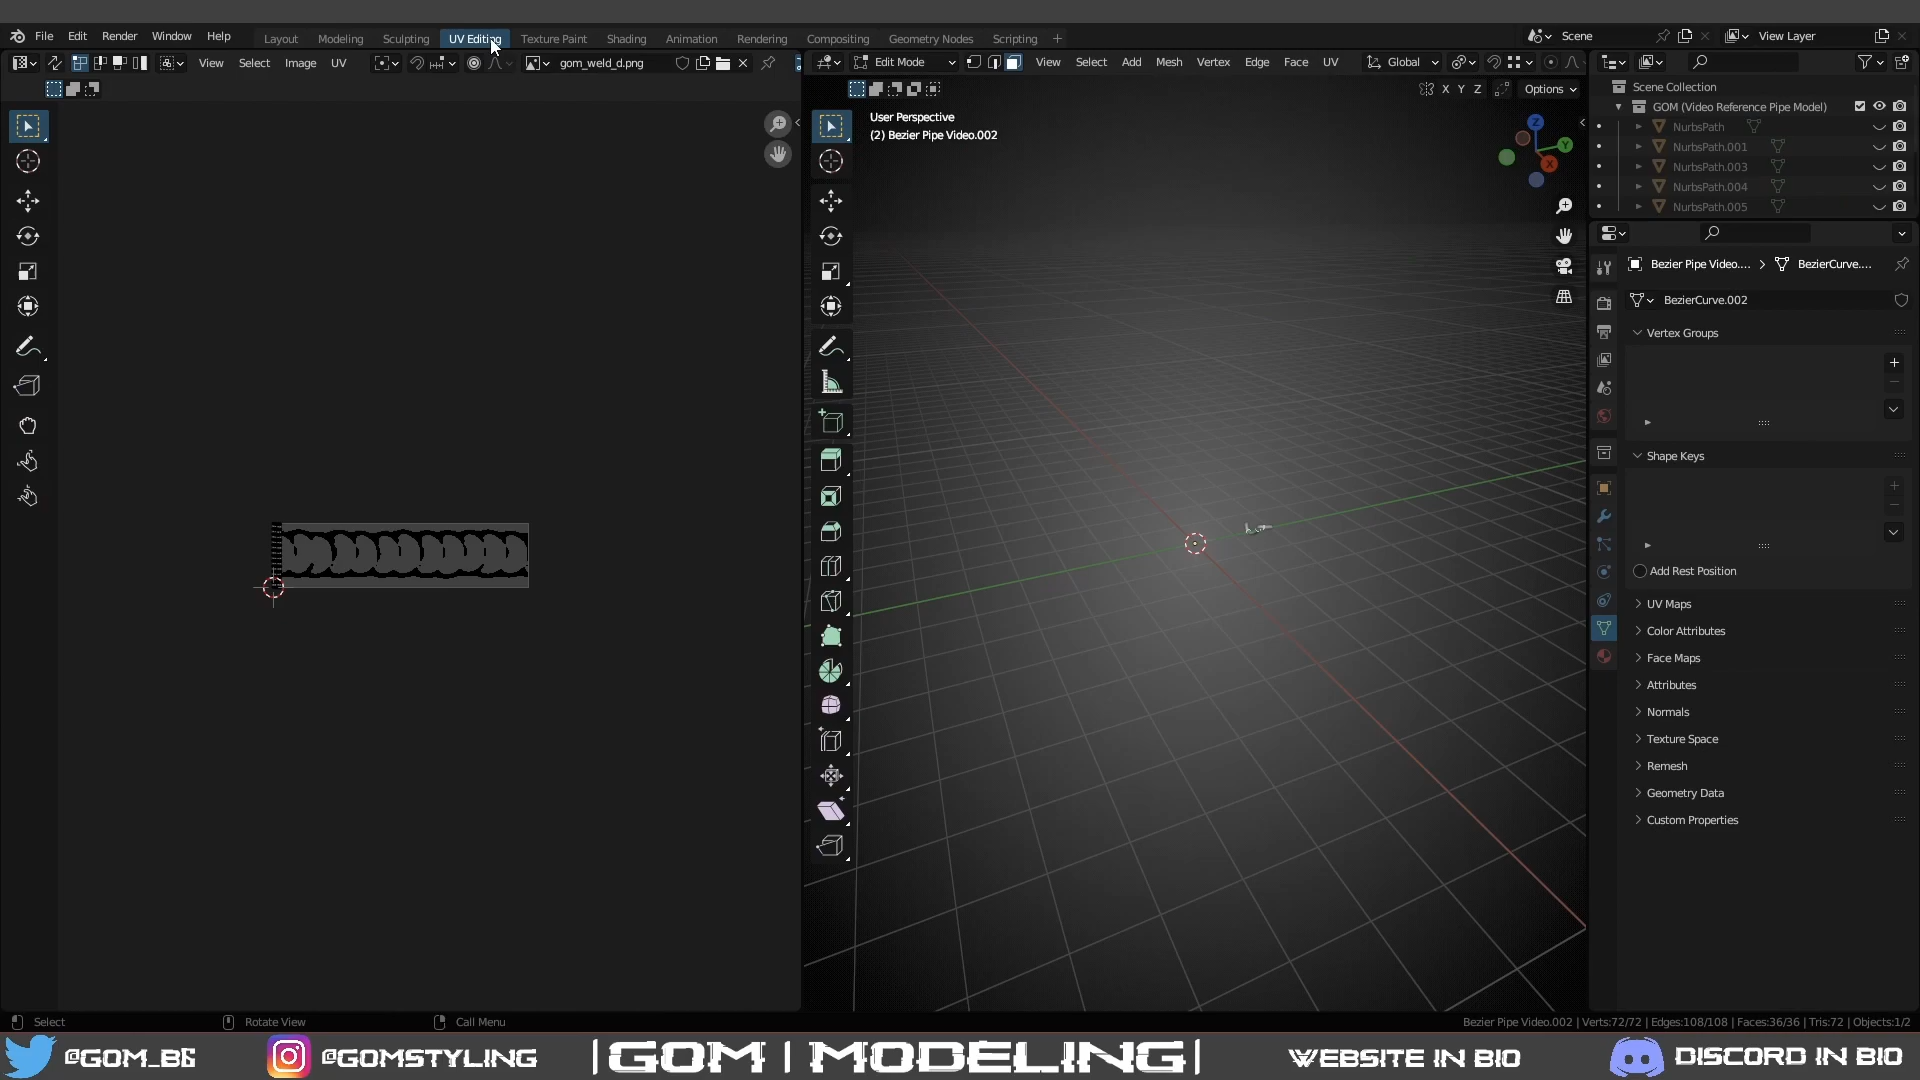 File Edit Render Window Help Layout Modeling Sculpting UV Editing Texture Paint Shading Animation Rendering Compositing Geometry Nodes Scripting + Scene View Layer
View Select Image UV gom_weld_d.png Edit Mode View Select Add Mesh Vertex Edge Face UV Global
X Y Z Options
Scene Collection
GOM (Video Reference Pipe Model)
NurbsPath
NurbsPath.001
NurbsPath.003
NurbsPath.004
NurbsPath.005
User Perspective
(2) Bezier Pipe Video.002
Z
Y
X
Bezier Pipe Video.... > BezierCurve....
BezierCurve.002
Vertex Groups
Shape Keys
Add Rest Position
UV Maps
Color Attributes
Face Maps
Attributes
Normals
Texture Space
Remesh
Geometry Data
Custom Properties
Select Rotate View Call Menu Bezier Pipe Video.002 | Verts:72/72 | Edges:108/108 | Faces:36/36 | Tris:72 | Objects:1/2
@GOM_B6 @GOMSTYLING |GOM | MODELING| WEBSITE IN BIO DISCORD IN BIO